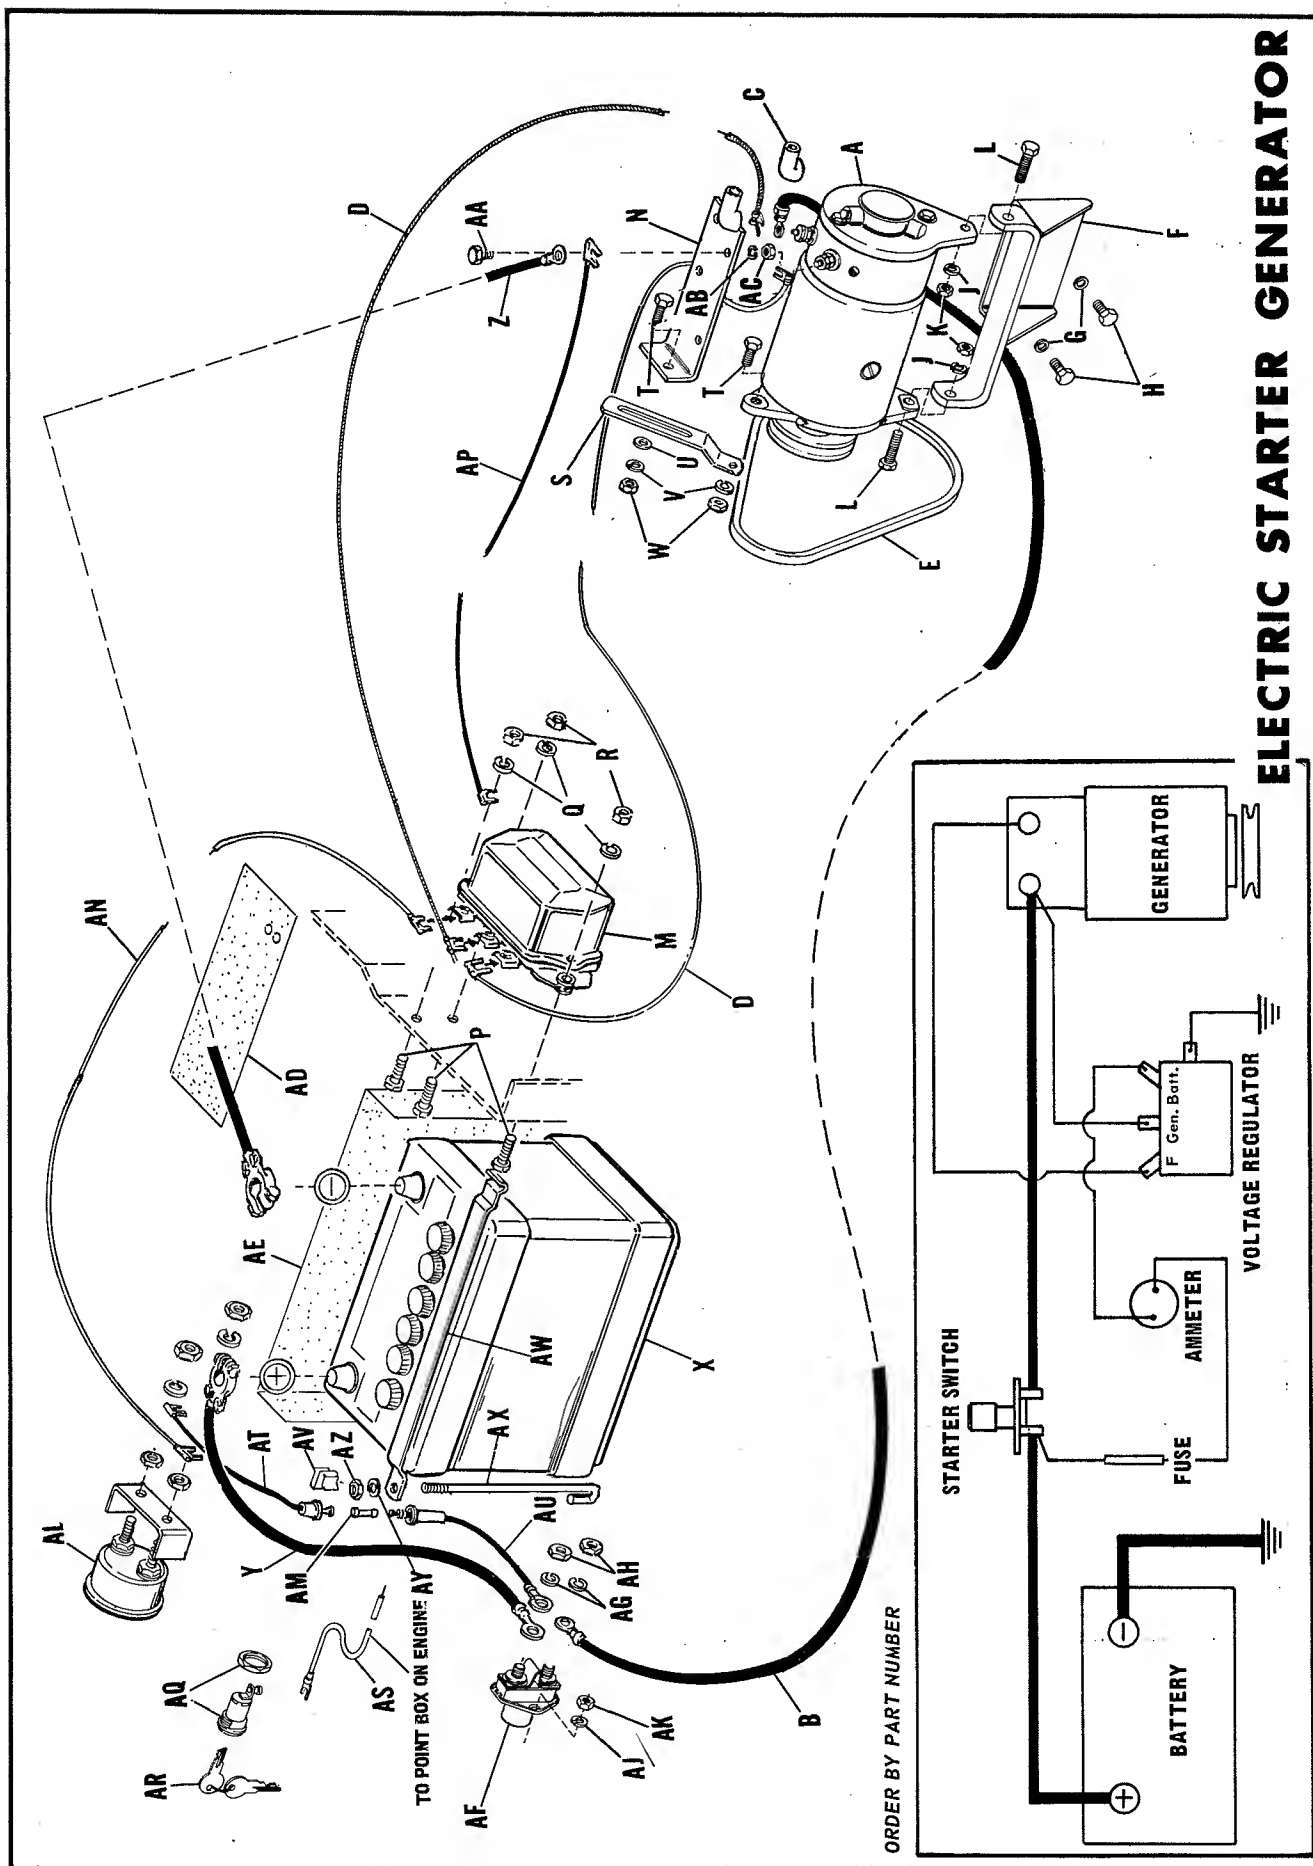 D
AA
Z
N
C
A
L
F
AB
AC
J
K
G
H
J
T
T
S
U
V
W
L
E
AP
AN
AD
P
Q
R
M
D
AE
AW
X
AX
AL
AT
AV
AZ
Y
AM
AY
AU
AH
AG
AQ
AR
AS
TO POINT BOX ON ENGINE
AF
AJ
AK
B
+
−
ORDER BY PART NUMBER
STARTER SWITCH
GENERATOR
F Gen. Batt.
VOLTAGE REGULATOR
AMMETER
FUSE
BATTERY
+
−
ELECTRIC STARTER GENERATOR